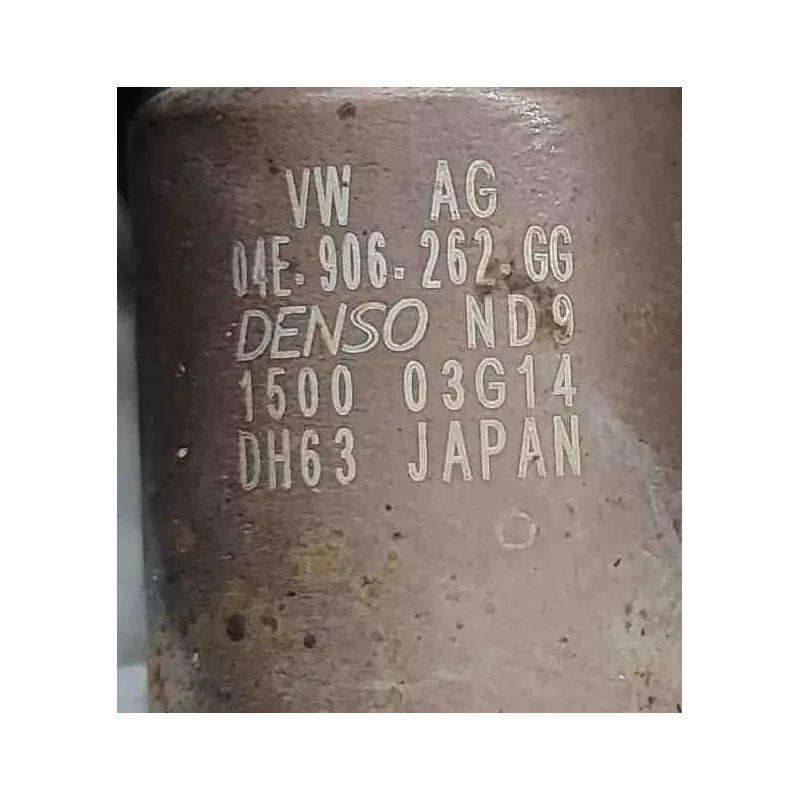 VW AG
04E.906.262.GG
DENSO ND9
1500 03G14
DH63 JAPAN